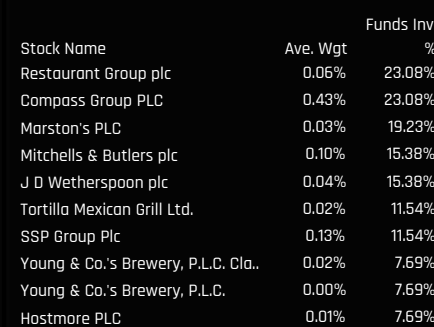 Funds Inv
Stock Name Ave. Wgt %
Restaurant Group plc 0.06% 23.08%
Compass Group PLC 0.43% 23.08%
Marston's PLC 0.03% 19.23%
Mitchells & Butlers plc 0.10% 15.38%
J D Wetherspoon plc 0.04% 15.38%
Tortilla Mexican Grill Ltd. 0.02% 11.54%
SSP Group Plc 0.13% 11.54%
Young & Co.'s Brewery, P.L.C. Cla.. 0.02% 7.69%
Young & Co.'s Brewery, P.L.C. 0.00% 7.69%
Hostmore PLC 0.01% 7.69%